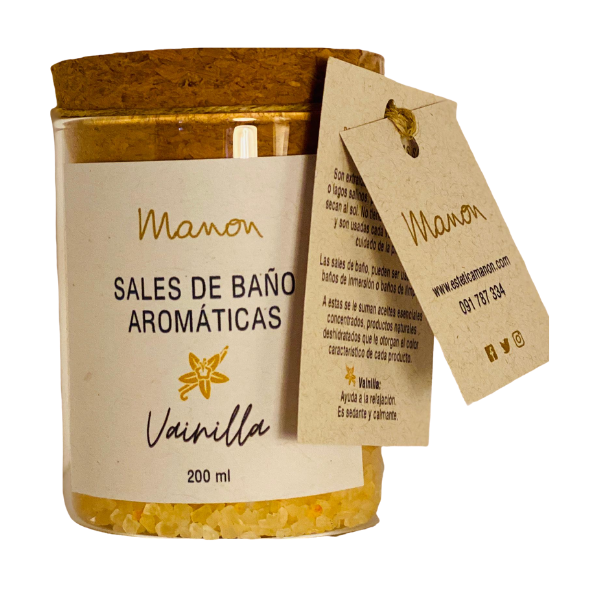 Manon
SALES DE BAÑO
AROMÁTICAS
Vainilla
200 ml
Son
o lagos salinos
secan al sol. No
y son usadas cada
cuidado de la
Las sales de baño, pueden ser
baños de inmersión o baños de
A estas se le suman aceites esenciales
concentrados, productos naturales
deshidratados que le otorgan el color
característico de cada producto.
Vainilla:
Ayuda a la relajación.
Es sedante y calmante.
Manon
www.esteticamanon.com
091 787 334